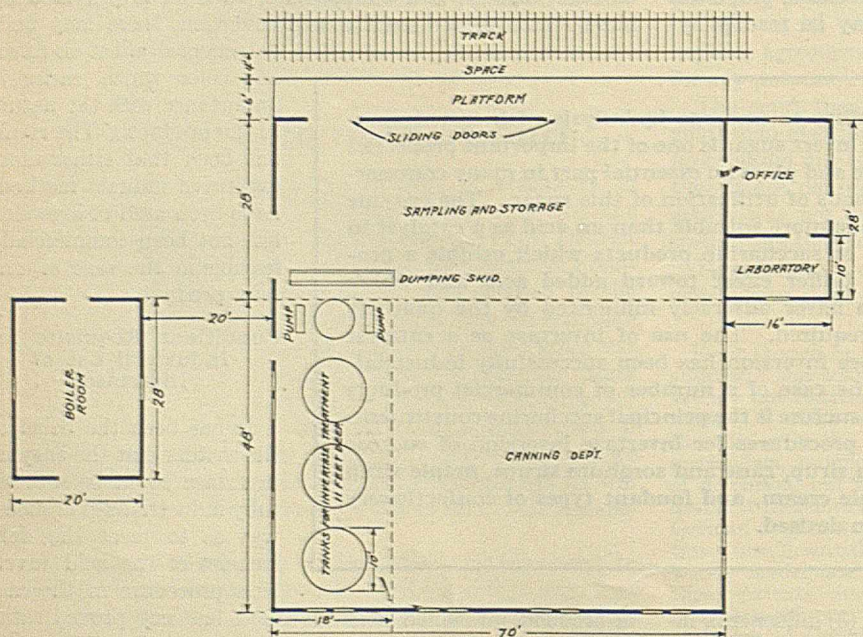 TRACK
SPACE
4'
6'
PLATFORM
SLIDING DOORS
28'
OFFICE
SAMPLING AND STORAGE
28'
LABORATORY
10'
DUMPING SKID.
16'
20'
PUMP
PUMP
BOILER ROOM
28'
20'
48'
TANKS FOR INVERTASE TREATMENT
11 FEET DEEP
10'
CANNING DEPT.
18'
70'